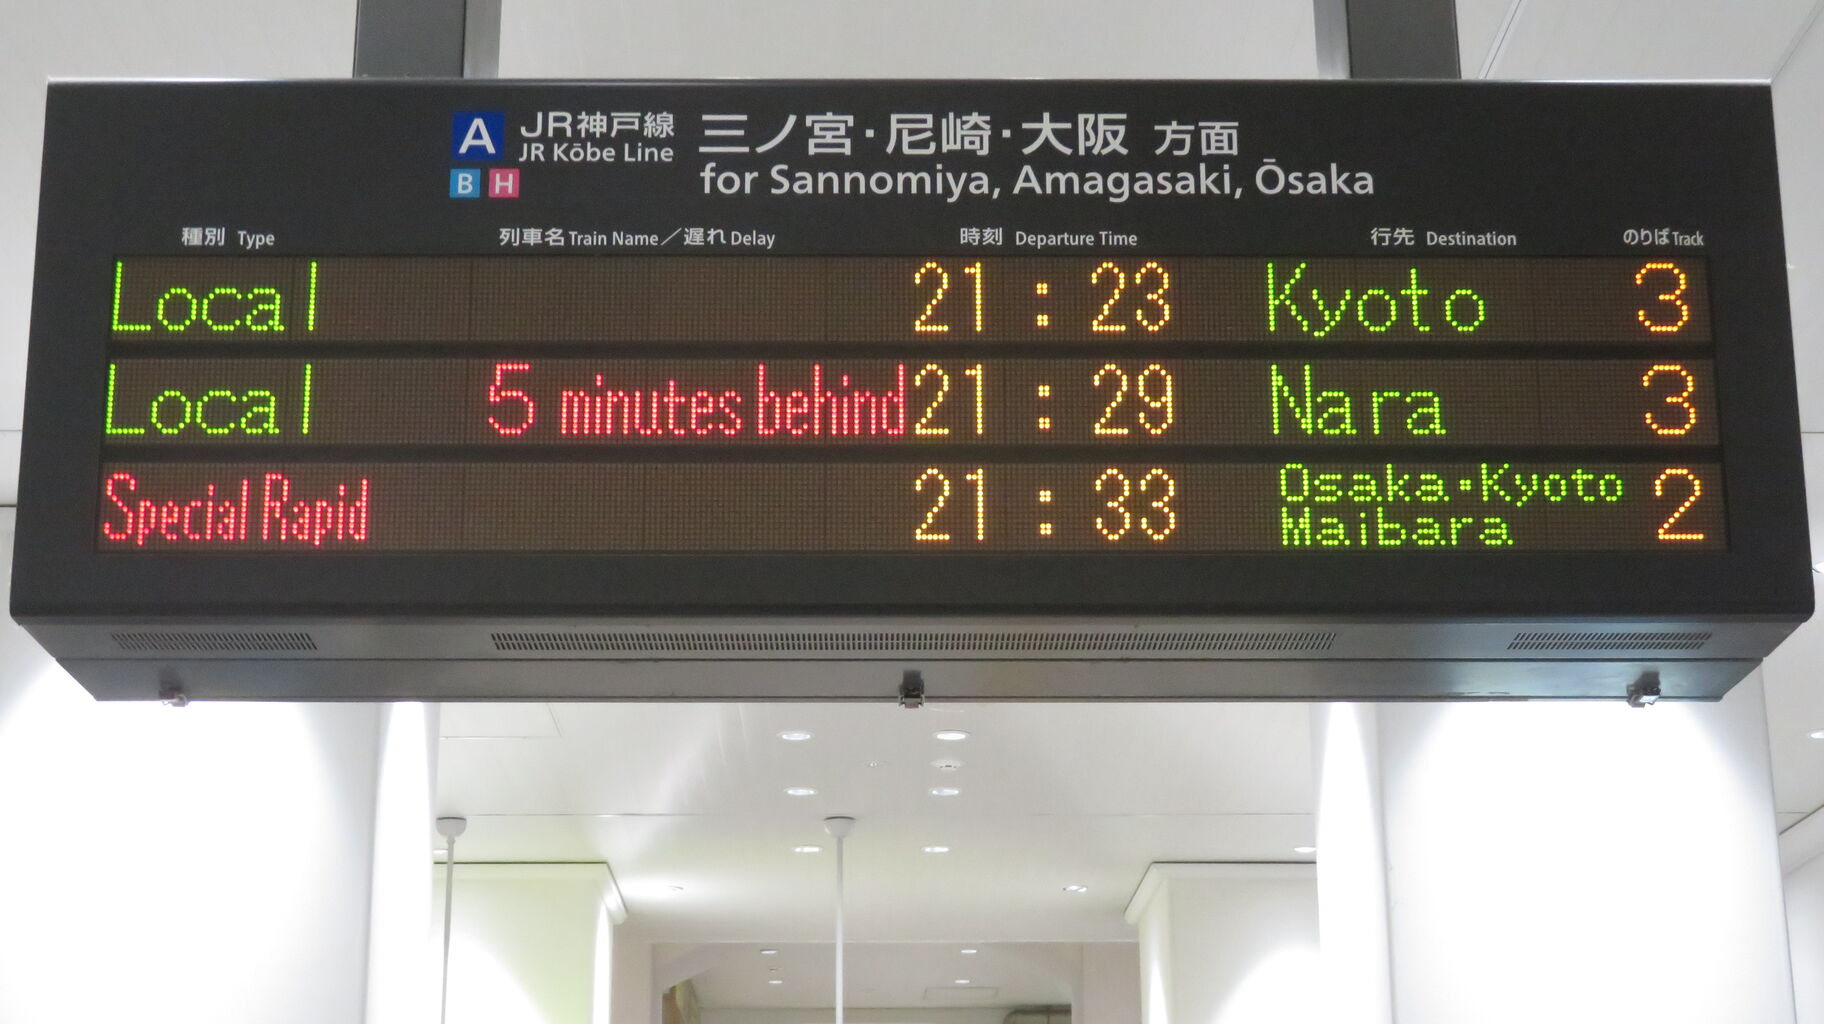 A JR神戸線 三ノ宮・尼崎・大阪 方面
JR Kōbe Line
B H for Sannomiya, Amagasaki, Ōsaka
種別 Type 列車名 Train Name／遅れ Delay 時刻 Departure Time 行先 Destination のりば Track
Local 21:23 Kyoto 3
Local 5 minutes behind 21:29 Nara 3
Special Rapid 21:33 Osaka・Kyoto 2
Maibara